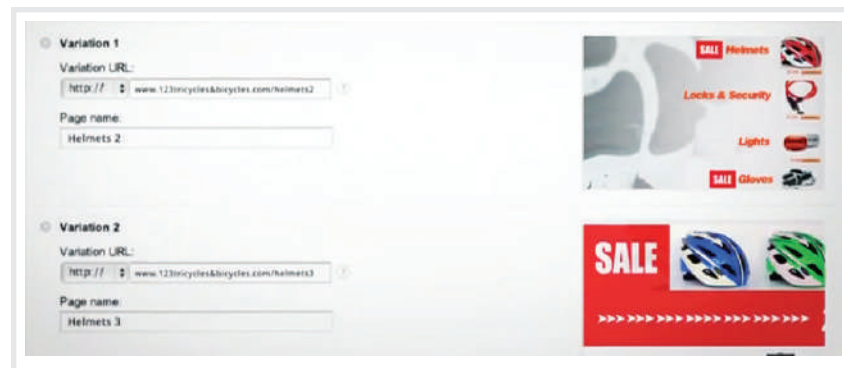 Variation 1
Variation URL:
http://
www.123tricycles&bicycles.com/helmets2
?
Page name:
Helmets 2
SALE Helmets
Locks & Security
Lights
SALE Gloves
Variation 2
Variation URL:
http://
www.123tricycles&bicycles.com/helmets3
?
Page name:
Helmets 3
SALE